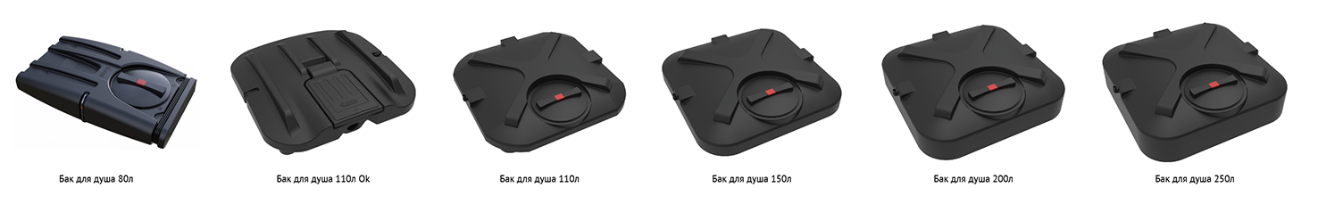 Бак для душа 80л
Бак для душа 110л Ok
Бак для душа 110л
Бак для душа 150л
Бак для душа 200л
Бак для душа 250л